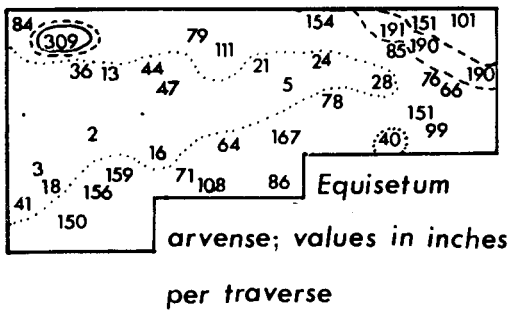 84 154 191 151 101
309 79 111 85 190
36 13 44 21 24 28 76 66 190
47 5 78
2 151
16 64 167 40 99
3 159
18 156 71 108 86 Equisetum
41 150
arvense; values in inches
per traverse